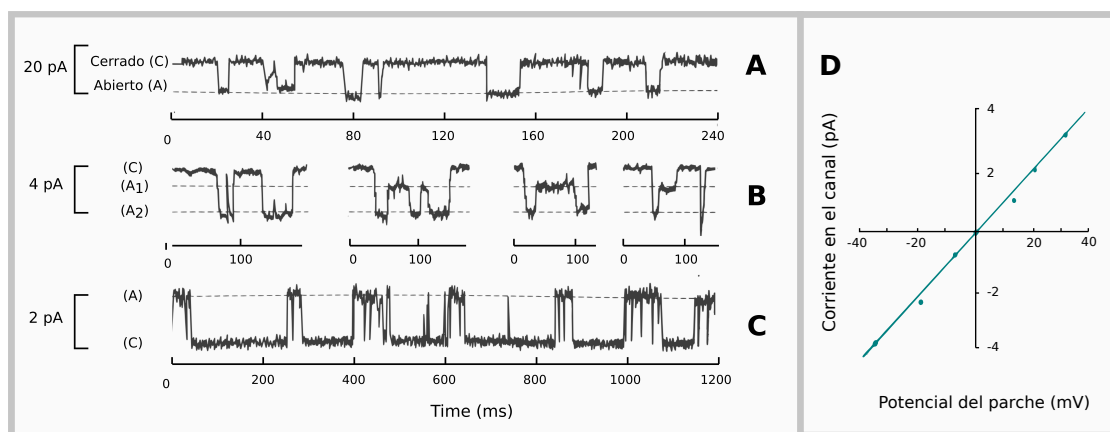 20 pA
Cerrado (C)
Abierto (A)
A
0
40
80
120
160
200
240
4 pA
(C)
(A1)
(A2)
B
0
100
0
100
0
100
0
100
2 pA
(A)
(C)
C
0
200
400
600
800
1000
1200
Time (ms)
D
Corriente en el canal (pA)
4
2
-40
-20
20
40
-2
-4
Potencial del parche (mV)